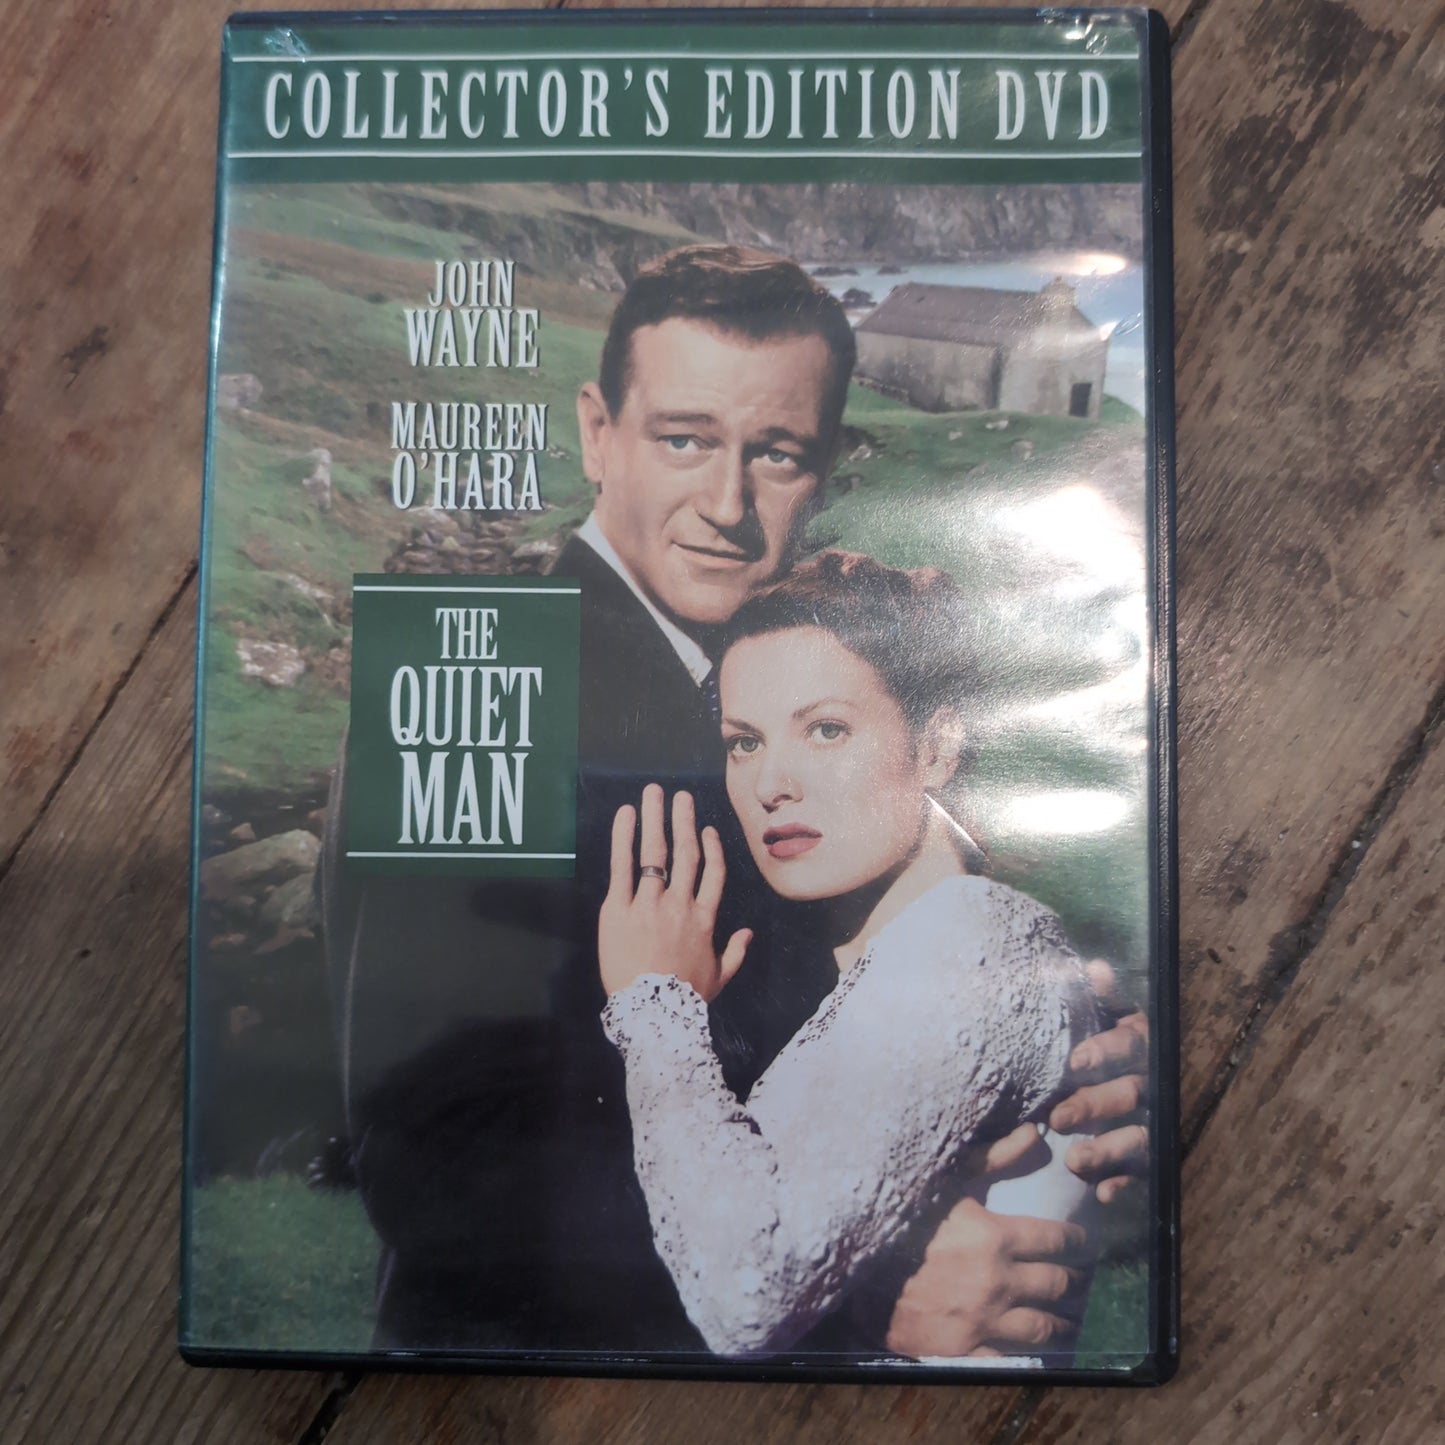 COLLECTOR'S EDITION DVD
JOHN
WAYNE
MAUREEN
O'HARA
THE
QUIET
MAN